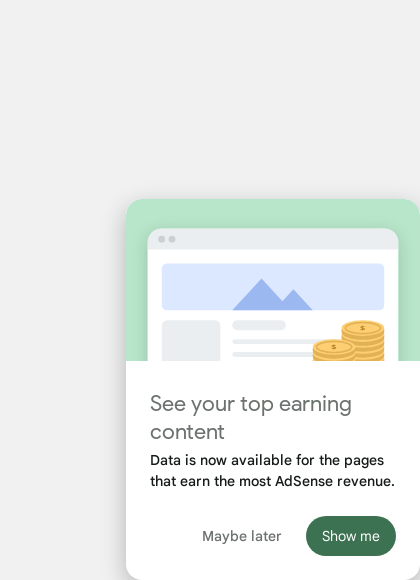 $
$
See your top earning
content
Data is now available for the pages
that earn the most AdSense revenue.
Maybe later
Show me